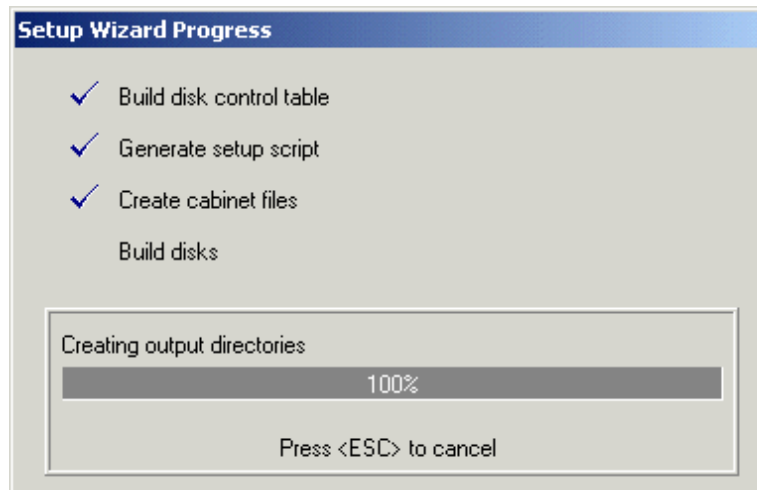 Setup Wizard Progress
Build disk control table
Generate setup script
Create cabinet files
Build disks
Creating output directories
100%
Press <ESC> to cancel